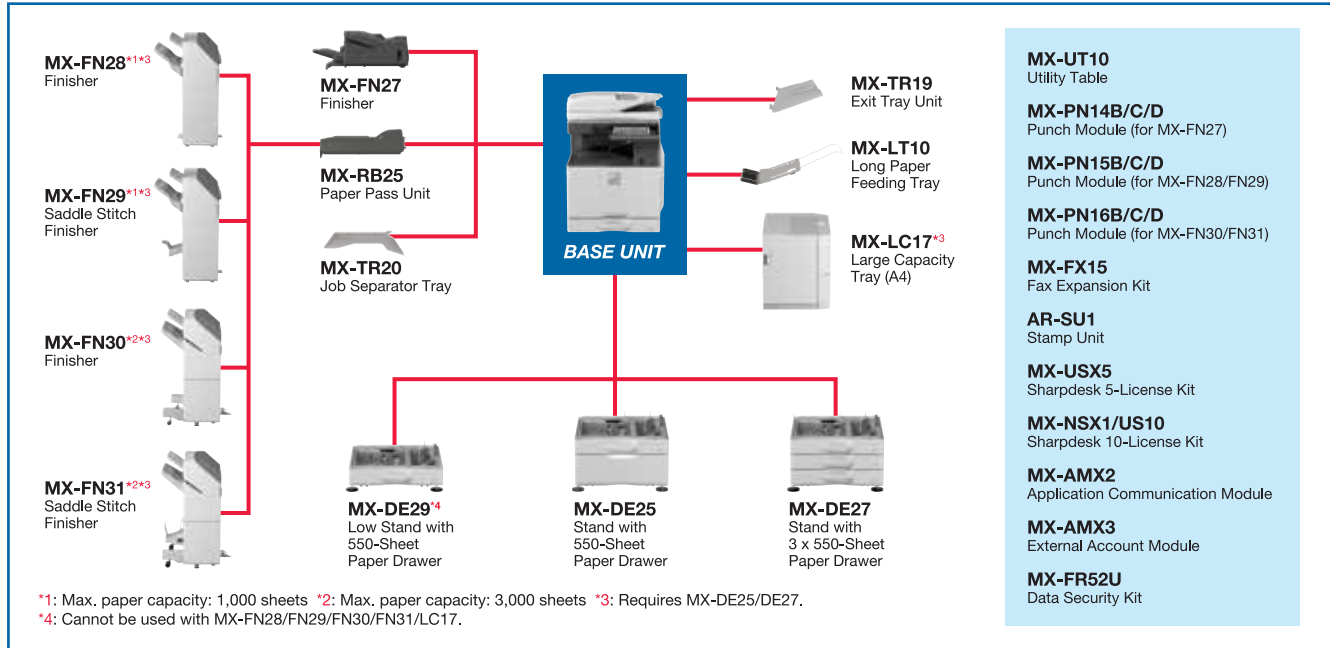 MX-FN28*1*3
Finisher
MX-FN29*1*3
Saddle Stitch
Finisher
MX-FN30*2*3
Finisher
MX-FN31*2*3
Saddle Stitch
Finisher
MX-FN27
Finisher
MX-RB25
Paper Pass Unit
MX-TR20
Job Separator Tray
BASE UNIT
MX-TR19
Exit Tray Unit
MX-LT10
Long Paper
Feeding Tray
MX-LC17*3
Large Capacity
Tray (A4)
MX-DE29*4
Low Stand with
550-Sheet
Paper Drawer
MX-DE25
Stand with
550-Sheet
Paper Drawer
MX-DE27
Stand with
3 x 550-Sheet
Paper Drawer
*1: Max. paper capacity: 1,000 sheets *2: Max. paper capacity: 3,000 sheets *3: Requires MX-DE25/DE27.
*4: Cannot be used with MX-FN28/FN29/FN30/FN31/LC17.
MX-UT10
Utility Table
MX-PN14B/C/D
Punch Module (for MX-FN27)
MX-PN15B/C/D
Punch Module (for MX-FN28/FN29)
MX-PN16B/C/D
Punch Module (for MX-FN30/FN31)
MX-FX15
Fax Expansion Kit
AR-SU1
Stamp Unit
MX-USX5
Sharpdesk 5-License Kit
MX-NSX1/US10
Sharpdesk 10-License Kit
MX-AMX2
Application Communication Module
MX-AMX3
External Account Module
MX-FR52U
Data Security Kit